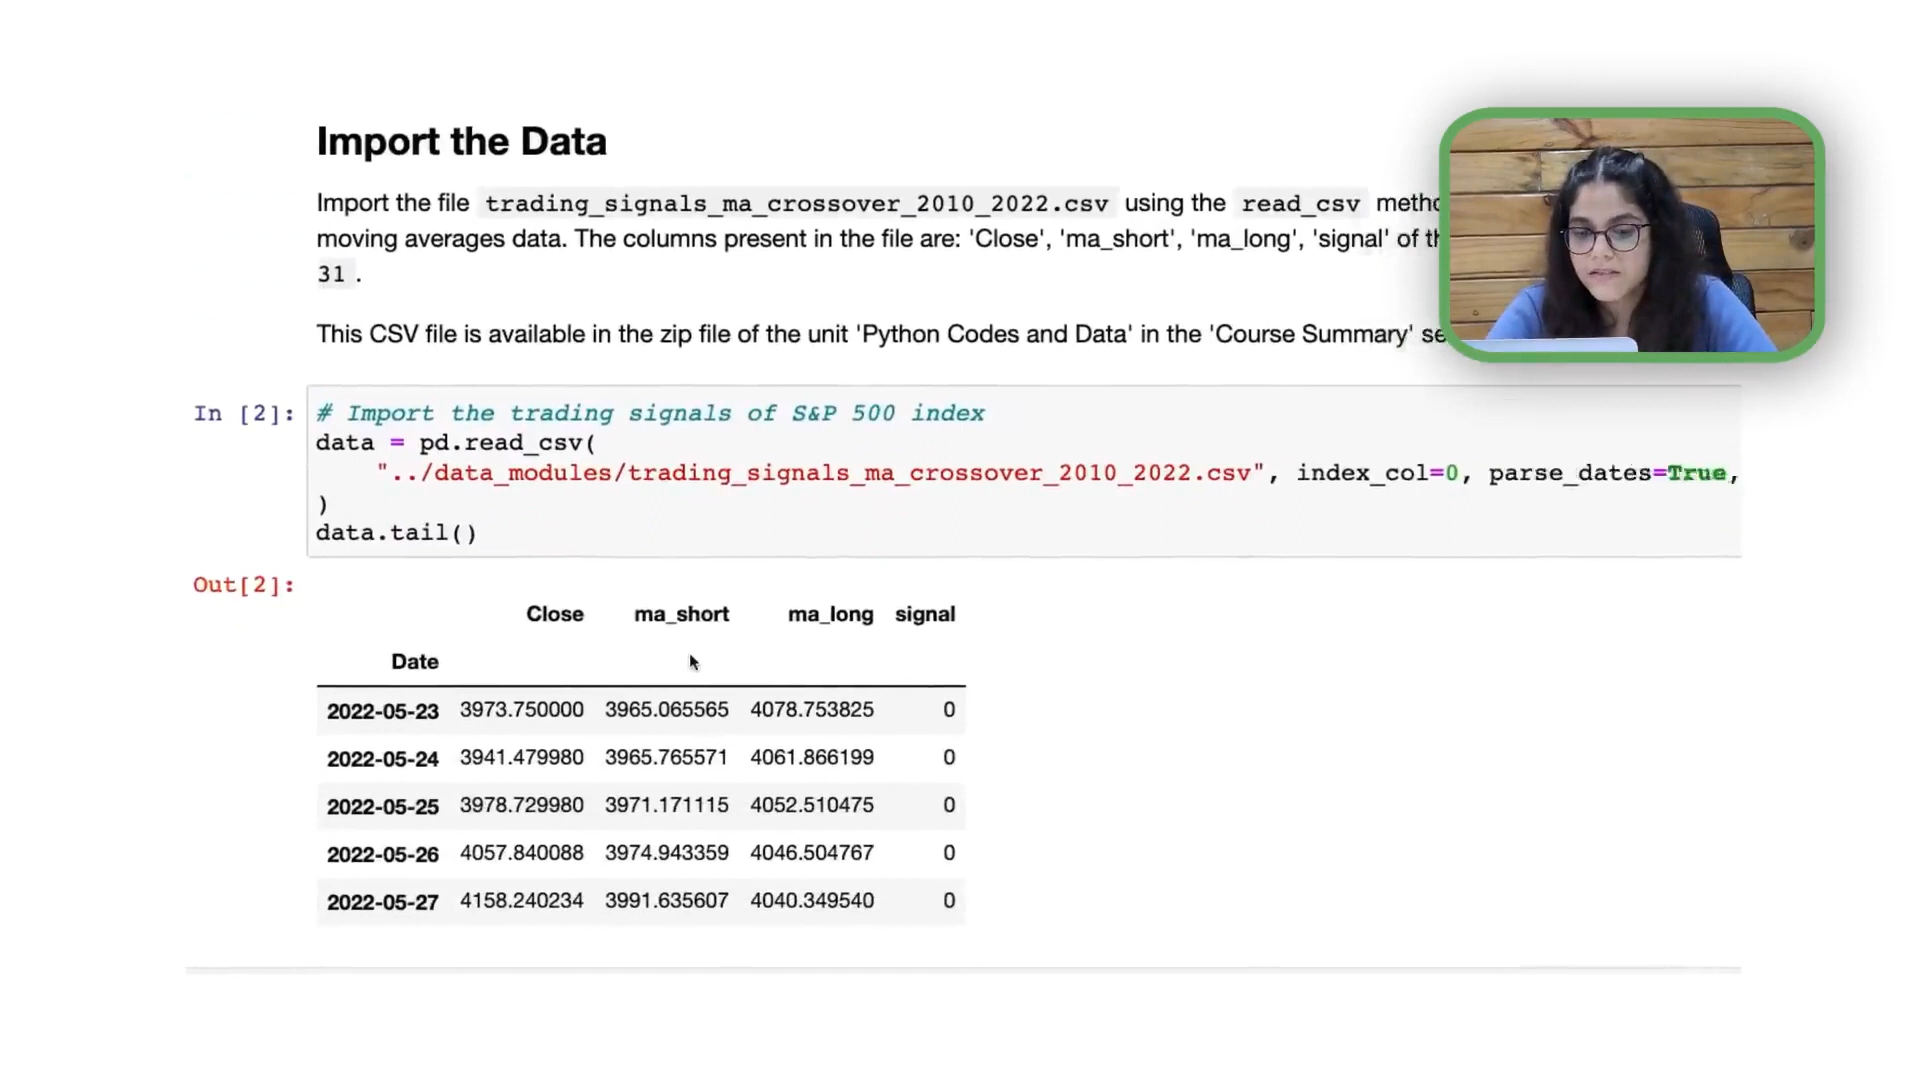 Import the Data
Import the file trading_signals_ma_crossover_2010_2022.csv using the read_csv
moving averages data. The columns present in the file are: 'Close', 'ma_short', 'ma_long', 'signal' of
31 .
This CSV file is available in the zip file of the unit 'Python Codes and Data' in the 'Course Summary'
In [2]: # Import the trading signals of S&P 500 index
data = pd.read_csv(
"../data_modules/trading_signals_ma_crossover_2010_2022.csv", index_col=0, parse_dates=True,
)
data.tail()
Out[2]:
Close ma_short ma_long signal
Date
2022-05-23 3973.750000 3965.065565 4078.753825 0
2022-05-24 3941.479980 3965.765571 4061.866199 0
2022-05-25 3978.729980 3971.171115 4052.510475 0
2022-05-26 4057.840088 3974.943359 4046.504767 0
2022-05-27 4158.240234 3991.635607 4040.349540 0